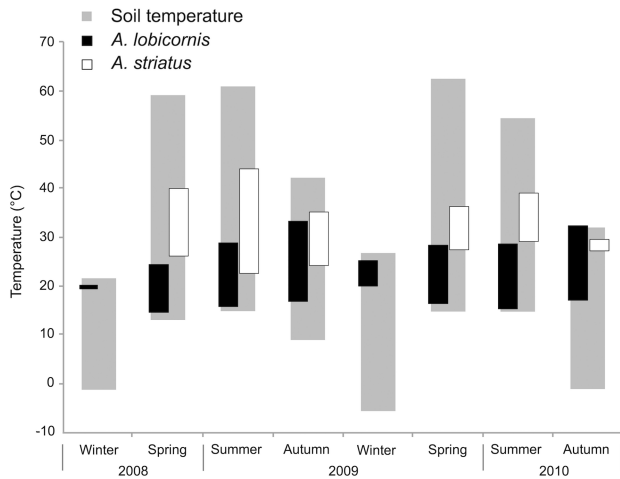 Soil temperature
A. lobicornis
A. striatus
70
60
50
40
30
20
10
0
-10
Temperature (°C)
Winter Spring Summer Autumn Winter Spring Summer Autumn
2008 2009 2010